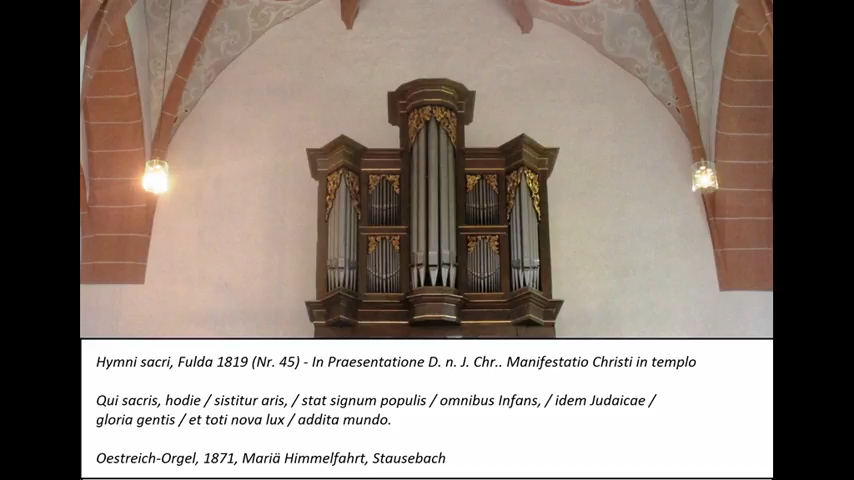 Hymni sacri, Fulda 1819 (Nr. 45) - In Praesentatione D. n. J. Chr.. Manifestatio Christi in templo
Qui sacris, hodie / sistitur aris, / stat signum populis / omnibus Infans, / idem Judaicae /
gloria gentis / et toti nova lux / addita mundo.
Oestreich-Orgel, 1871, Mariä Himmelfahrt, Stausebach